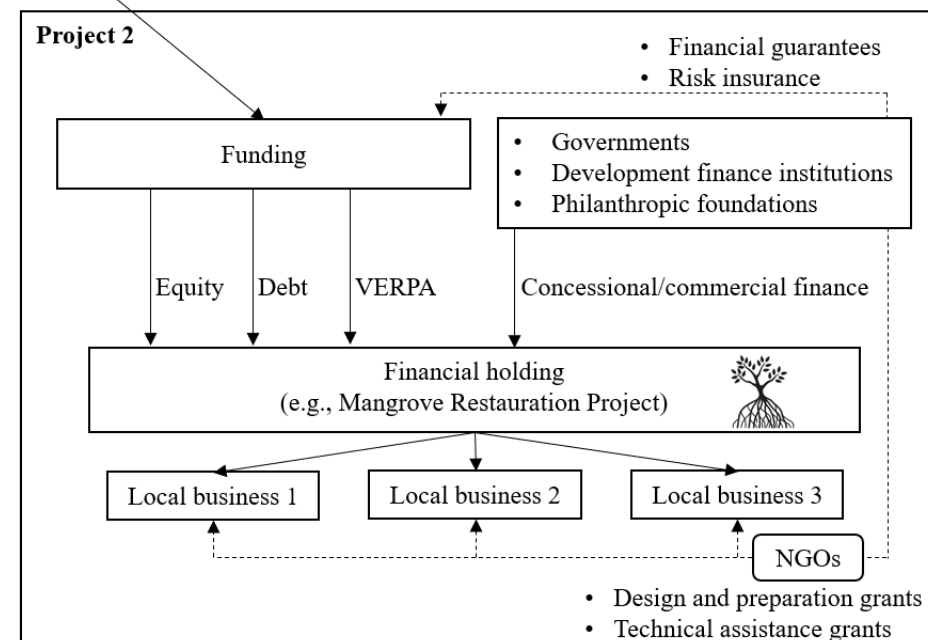 Project 2
• Financial guarantees
• Risk insurance
Funding
• Governments
• Development finance institutions
• Philanthropic foundations
Equity
Debt
VERPA
Concessional/commercial finance
Financial holding
(e.g., Mangrove Restauration Project)
Local business 1
Local business 2
Local business 3
NGOs
• Design and preparation grants
• Technical assistance grants